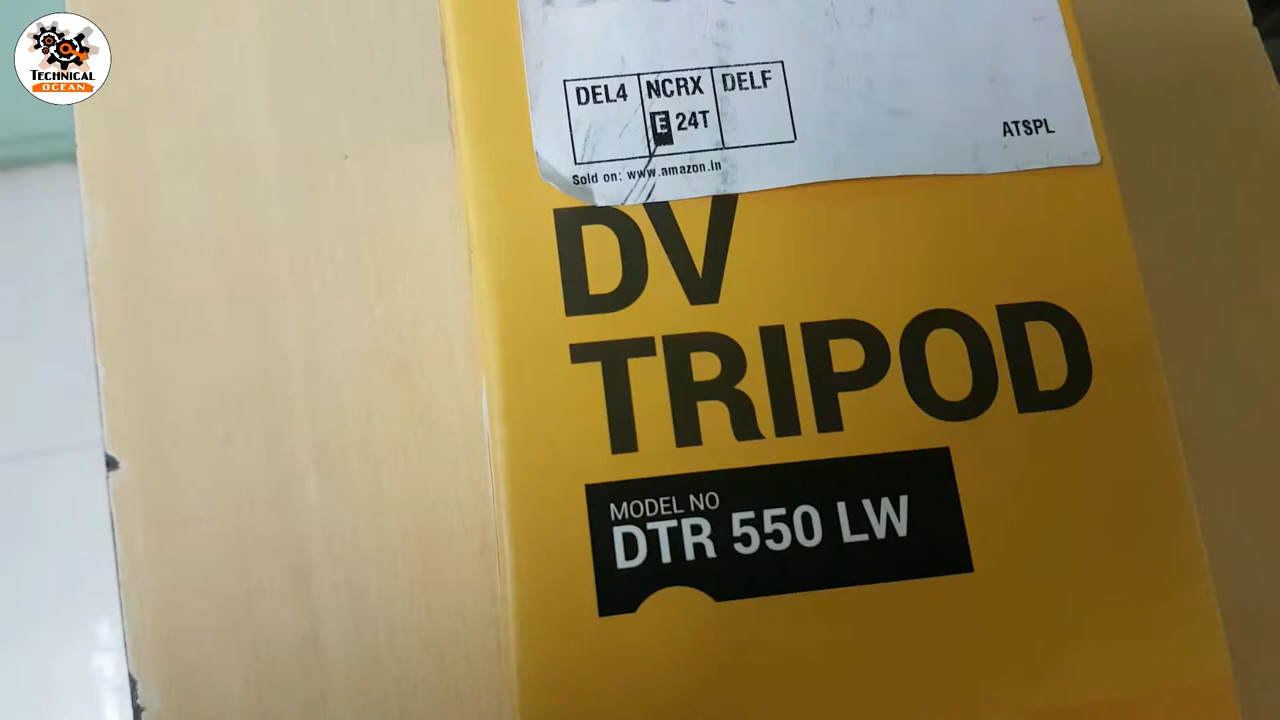 TECHNICAL
OCEAN
DEL4 NCRX DELF
E 24T
ATSPL
Sold on: www.amazon.in
DV
TRIPOD
MODEL NO
DTR 550 LW